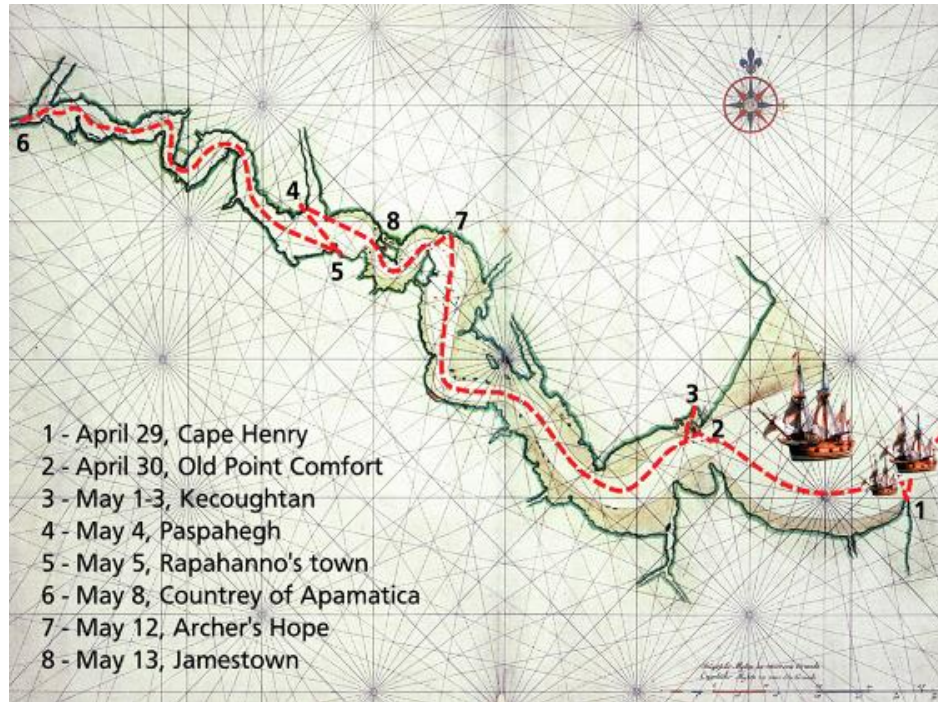 6
4
8
7
5
3
2
1
1 - April 29, Cape Henry
2 - April 30, Old Point Comfort
3 - May 1-3, Kecoughtan
4 - May 4, Paspahegh
5 - May 5, Rapahanno's town
6 - May 8, Countrey of Apamatica
7 - May 12, Archer's Hope
8 - May 13, Jamestown